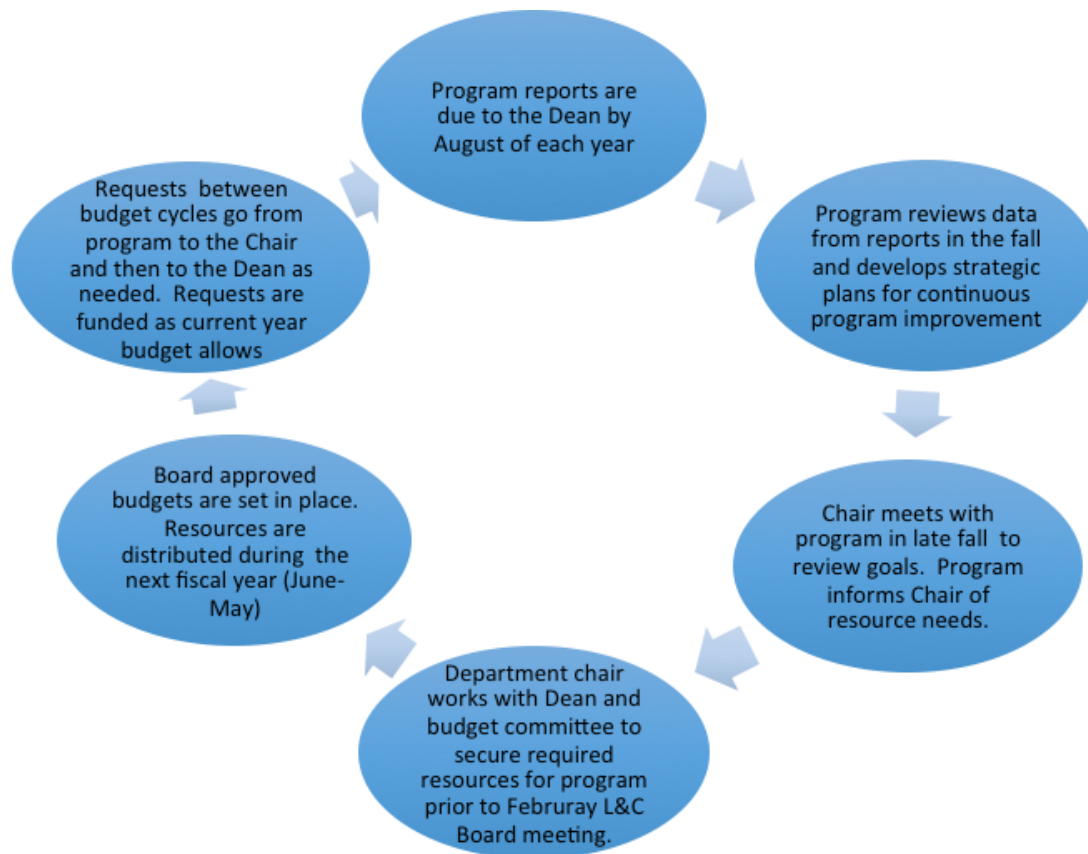 Program reports are
due to the Dean by
August of each year
Program reviews data
from reports in the fall
and develops strategic
plans for continuous
program improvement
Chair meets with
program in late fall  to
review goals.  Program
informs Chair of
resource needs.
Department chair
works with Dean and
budget committee to
secure required
resources for program
prior to Februray L&C
Board meeting.
Board approved
budgets are set in place.
Resources are
distributed during  the
next fiscal year (June-
May)
Requests  between
budget cycles go from
program to the Chair
and then to the Dean as
needed.  Requests are
funded as current year
budget allows